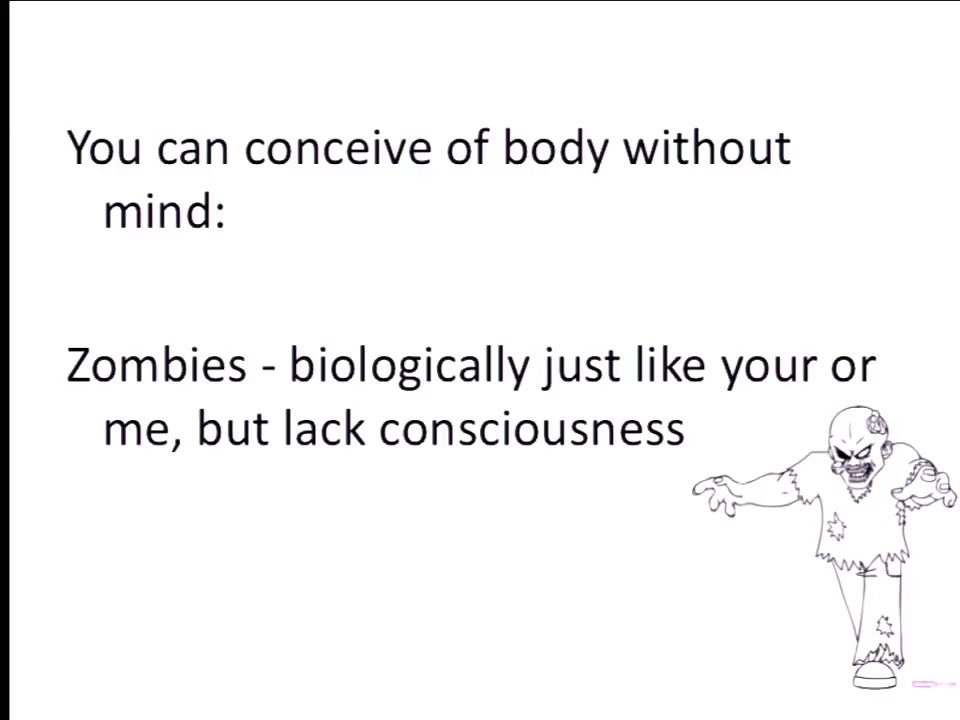 You can conceive of body without
mind:
Zombies - biologically just like your or
me, but lack consciousness